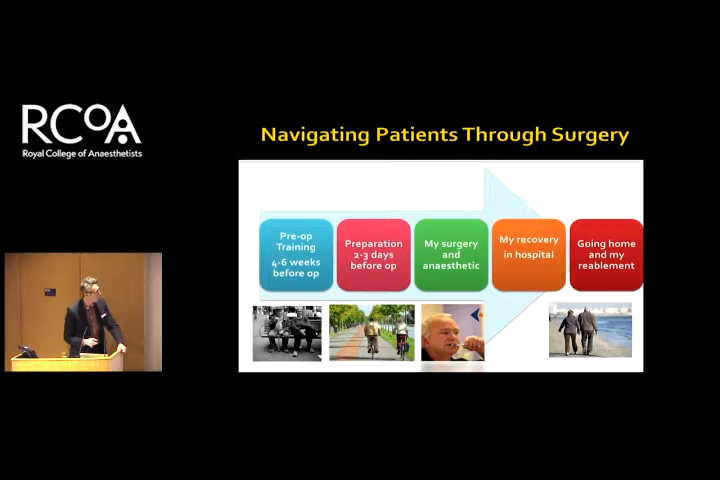 RCOA
Royal College of Anaesthetists
Navigating Patients Through Surgery
Pre-op
Training
4-6 weeks
before op
Preparation
2-3 days
before op
My surgery
and
anaesthetic
My recovery
in hospital
Going home
and my
reablement